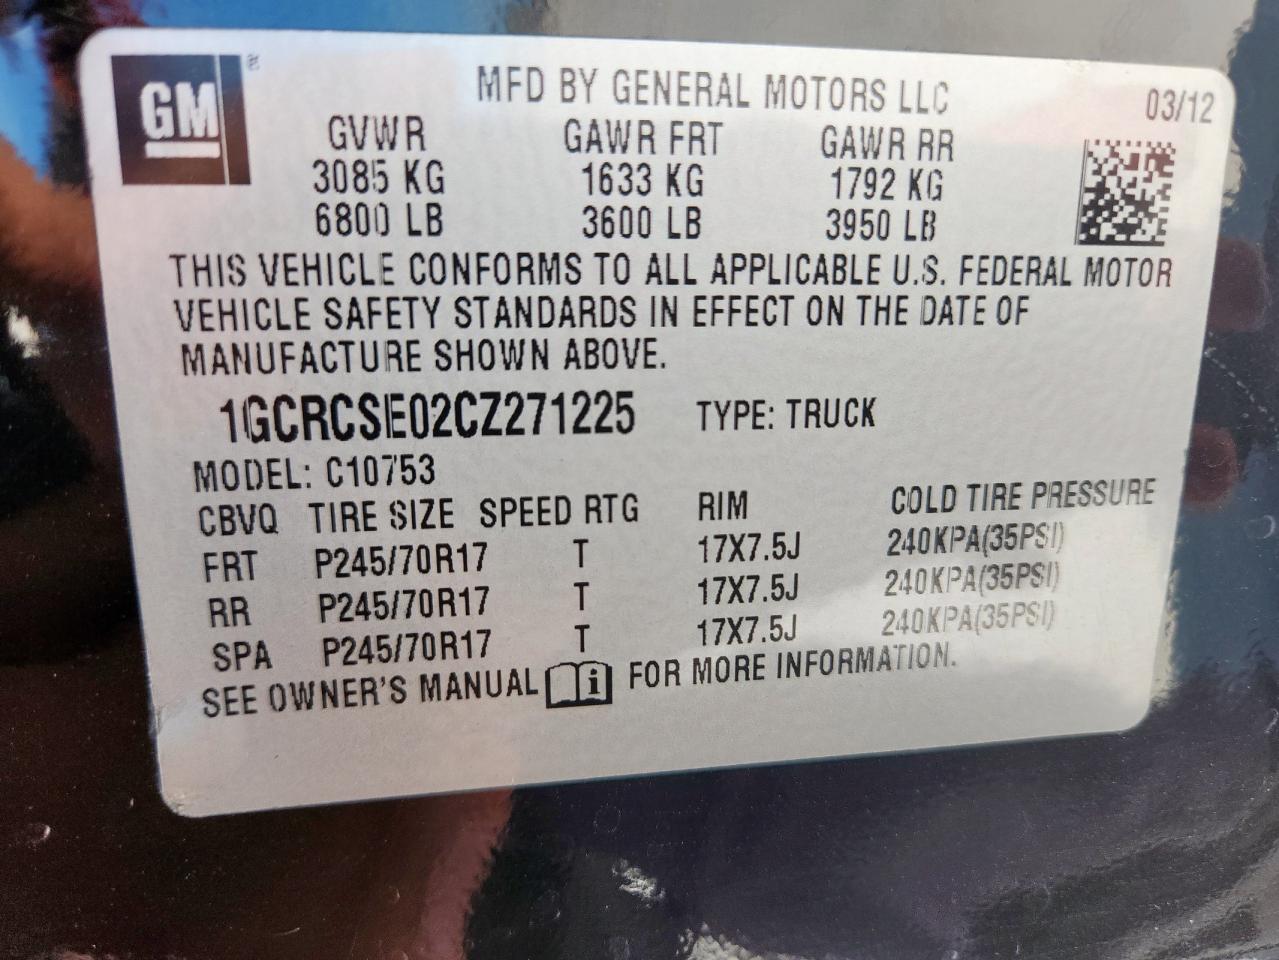 GM ®
MFD BY GENERAL MOTORS LLC 03/12
GVWR GAWR FRT GAWR RR
3085 KG 1633 KG 1792 KG
6800 LB 3600 LB 3950 LB
THIS VEHICLE CONFORMS TO ALL APPLICABLE U.S. FEDERAL MOTOR
VEHICLE SAFETY STANDARDS IN EFFECT ON THE DATE OF
MANUFACTURE SHOWN ABOVE.
1GCRCSE02CZ271225 TYPE: TRUCK
MODEL: C10753
CBVQ TIRE SIZE SPEED RTG RIM COLD TIRE PRESSURE
FRT P245/70R17 T 17X7.5J 240KPA(35PSI)
RR P245/70R17 T 17X7.5J 240KPA(35PSI)
SPA P245/70R17 T 17X7.5J 240KPA(35PSI)
SEE OWNER'S MANUAL i FOR MORE INFORMATION.